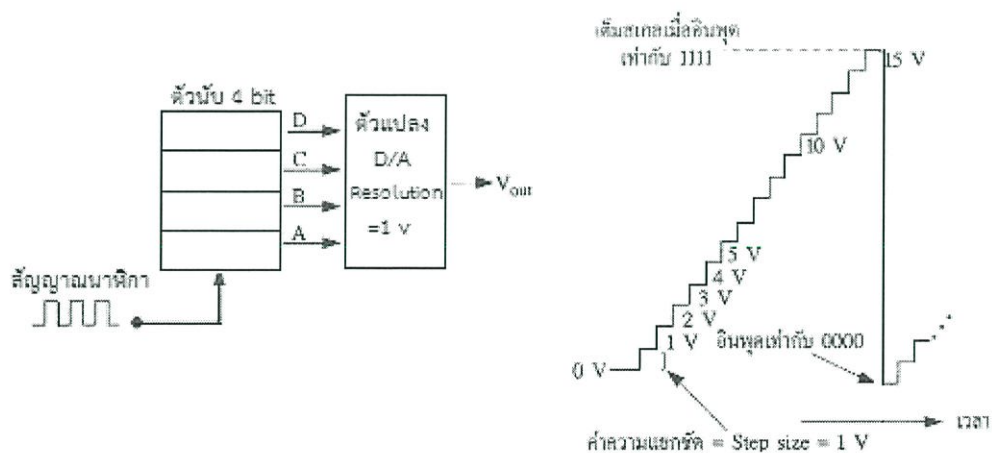 ตัวนับ 4 bit
D
C
B
A
ตัวแปลง
D/A
Resolution
=1 v
V_out
สัญญาณนาฬิกา
เต็มสเกลเมื่ออินพุต
เท่ากับ 1111
15 V
10 V
5 V
4 V
3 V
2 V
1 V
0 V
อินพุตเท่ากับ 0000
เวลา
ค่าความแยกชัด = Step size = 1 V